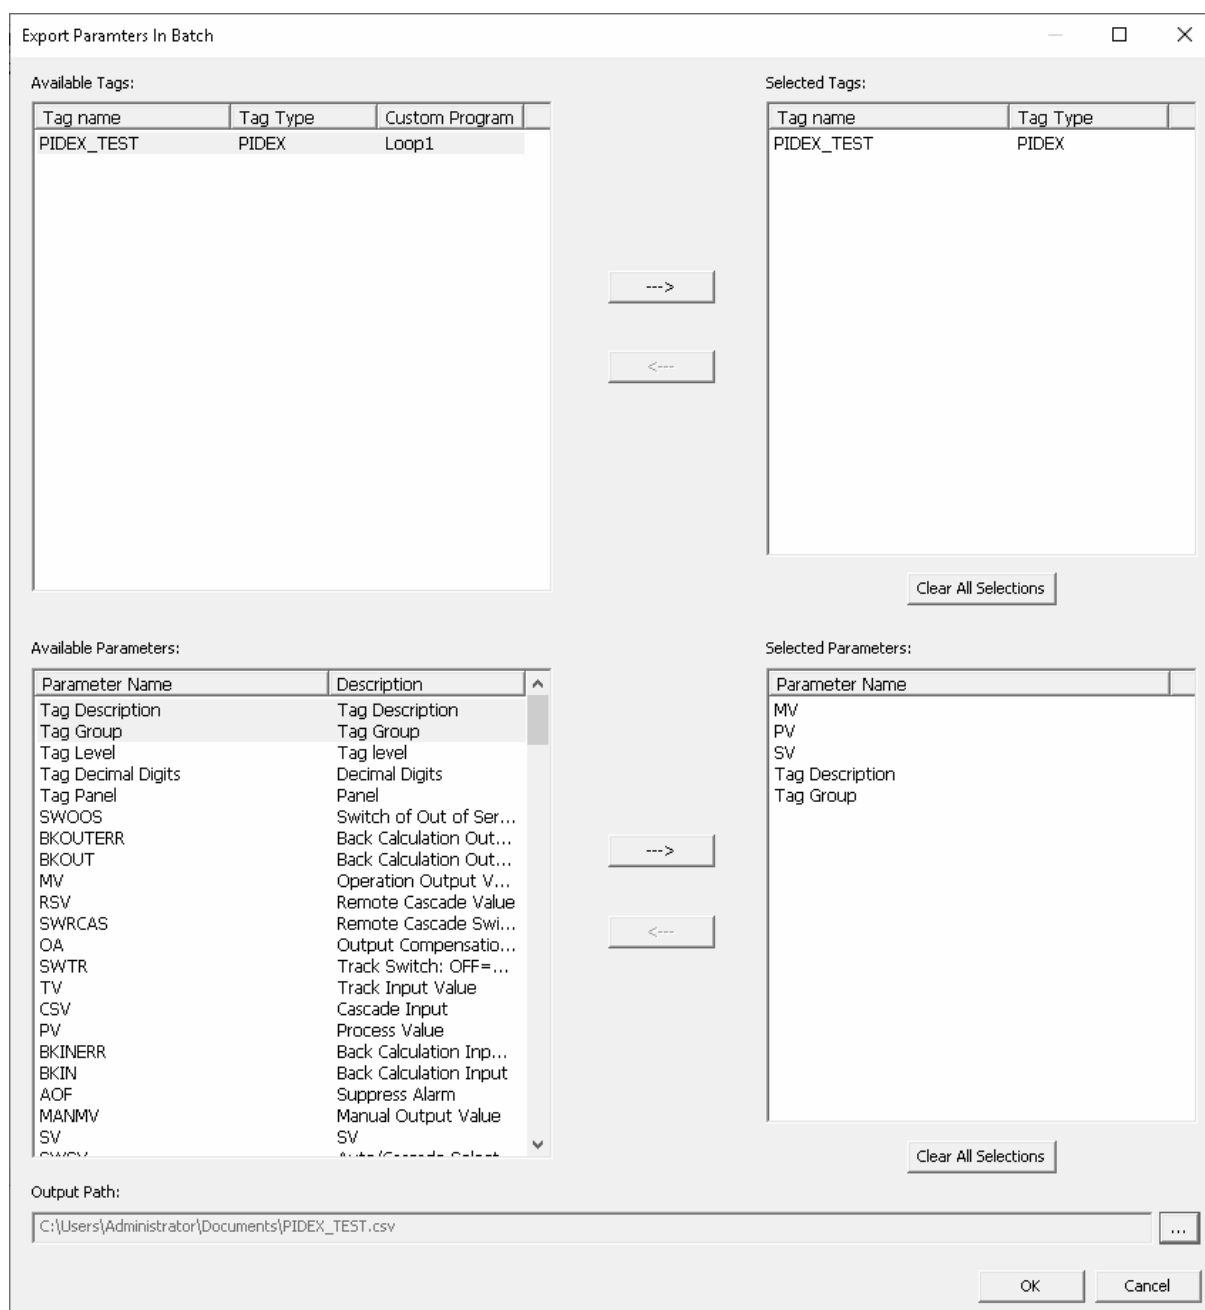 Export Paramters In Batch
Available Tags:
Selected Tags:
Tag name Tag Type Custom Program
PIDEX_TEST PIDEX Loop1
Tag name Tag Type
PIDEX_TEST PIDEX
--->
<---
Clear All Selections
Available Parameters:
Selected Parameters:
Parameter Name Description
Tag Description Tag Description
Tag Group Tag Group
Tag Level Tag level
Tag Decimal Digits Decimal Digits
Tag Panel Panel
SWOOS Switch of Out of Ser...
BKOUTERR Back Calculation Out...
BKOUT Back Calculation Out...
MV Operation Output V...
RSV Remote Cascade Value
SWRCAS Remote Cascade Swi...
OA Output Compensatio...
SWTR Track Switch: OFF=...
TV Track Input Value
CSV Cascade Input
PV Process Value
BKINERR Back Calculation Inp...
BKIN Back Calculation Input
AOF Suppress Alarm
MANMV Manual Output Value
SV SV
Parameter Name
MV
PV
SV
Tag Description
Tag Group
--->
<---
Clear All Selections
Output Path:
C:\Users\Administrator\Documents\PIDEX_TEST.csv
...
OK Cancel